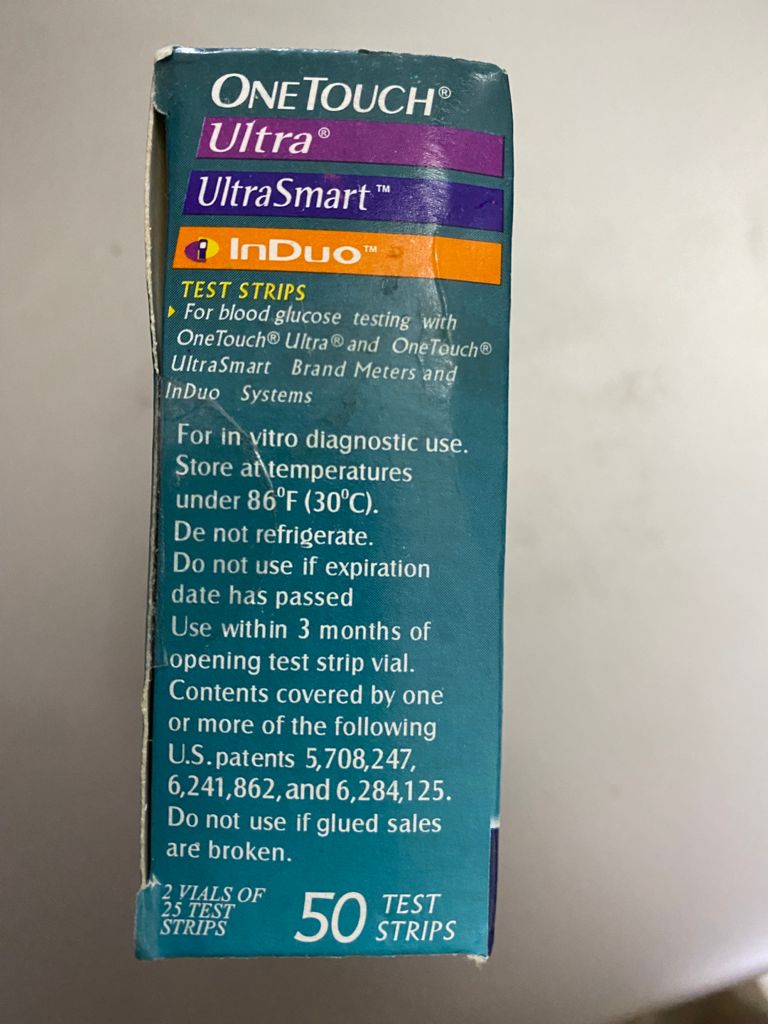 ONETOUCH®
Ultra®
UltraSmart™
i InDuo™
TEST STRIPS
For blood glucose testing with
OneTouch® Ultra® and OneTouch®
UltraSmart Brand Meters and
InDuo Systems
For in vitro diagnostic use.
Store at temperatures
under 86⁰F (30⁰C).
De not refrigerate.
Do not use if expiration
date has passed
Use within 3 months of
opening test strip vial.
Contents covered by one
or more of the following
U.S. patents 5,708,247,
6,241,862, and 6,284,125.
Do not use if glued sales
are broken.
2 VIALS OF
25 TEST
STRIPS
50 TEST
STRIPS